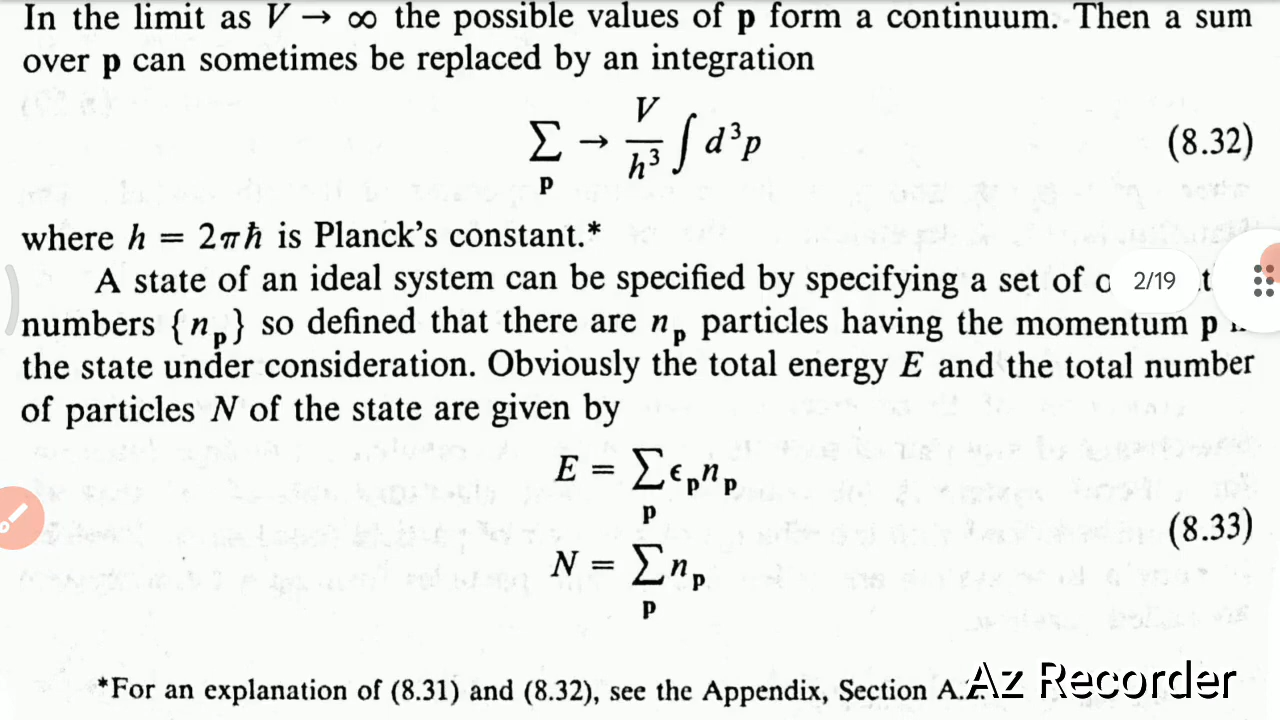 In the limit as V → ∞ the possible values of p form a continuum. Then a sum
over p can sometimes be replaced by an integration
∑ₚ → V/h³ ∫ d³p (8.32)
where h = 2πħ is Planck's constant.*
A state of an ideal system can be specified by specifying a set of
2/19
numbers {nₚ} so defined that there are nₚ particles having the momentum p
the state under consideration. Obviously the total energy E and the total number
of particles N of the state are given by
E = ∑ₚ ϵₚnₚ
(8.33)
N = ∑ₚ nₚ
*For an explanation of (8.31) and (8.32), see the Appendix, Section
Az Recorder